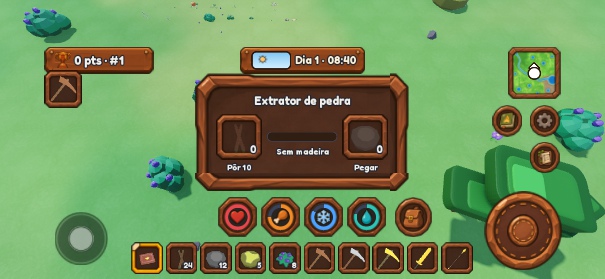 0 pts · #1
Dia 1 · 08:40
Extrator de pedra
0
0
Sem madeira
Pôr 10
Pegar
24
12
5
8